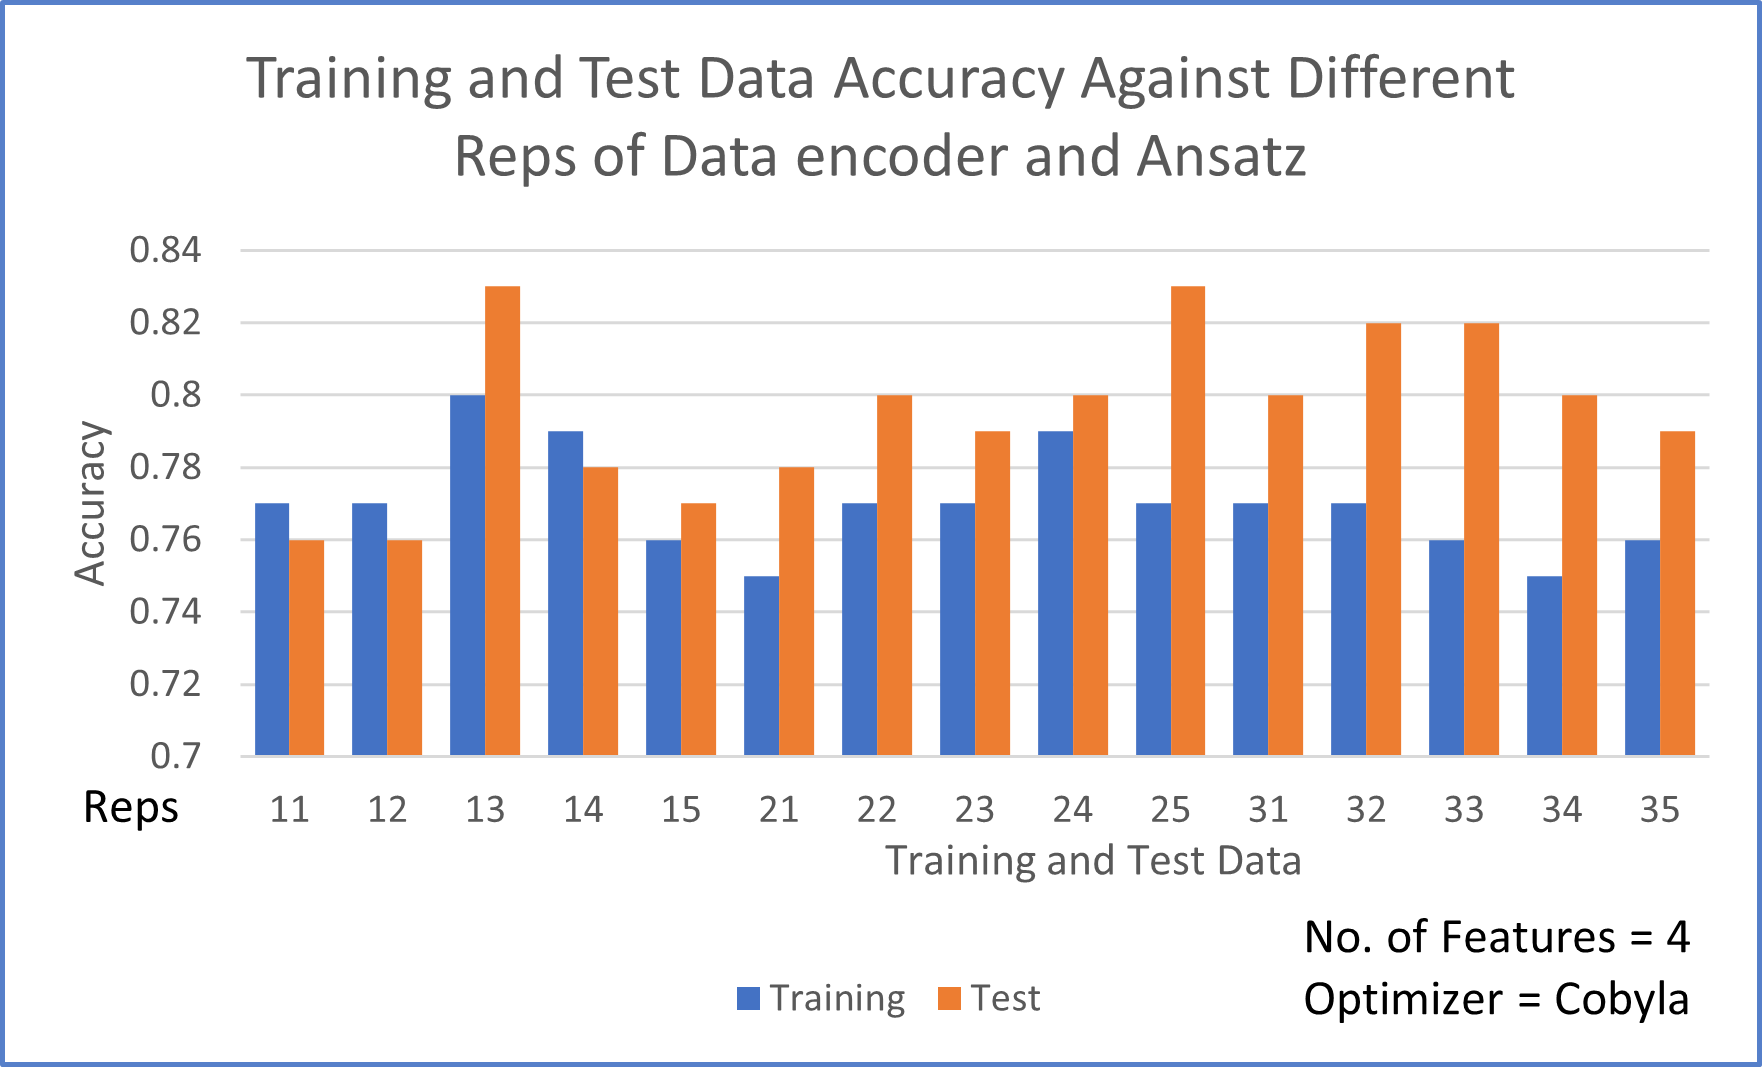 Training and Test Data Accuracy Against Different
Reps of Data encoder and Ansatz
0.84
0.82
0.8
0.78
0.76
0.74
0.72
0.7
Accuracy
Reps 11 12 13 14 15 21 22 23 24 25 31 32 33 34 35
Training and Test Data
No. of Features = 4
Training Test
Optimizer = Cobyla